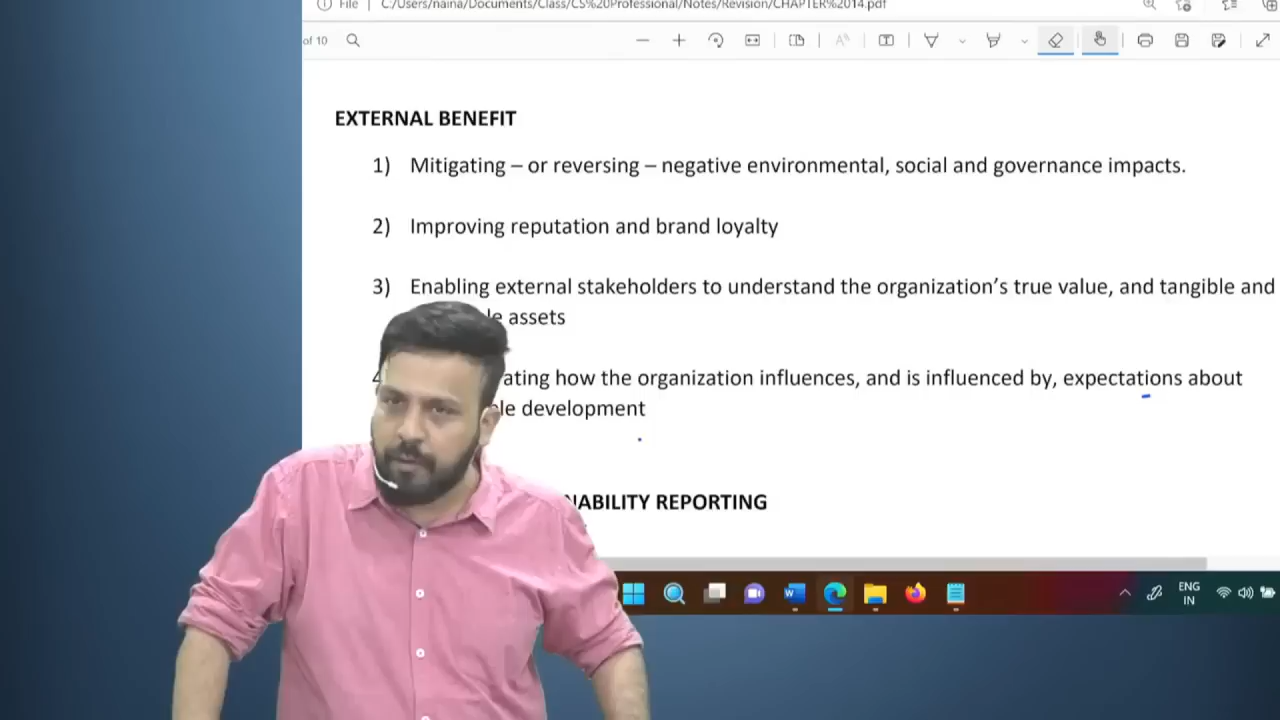 File | C:/Users/naina/Documents/Class/CS%20Professional/Notes/Revision/CHAPTER%2014.pdf
of 10
EXTERNAL BENEFIT
1) Mitigating – or reversing – negative environmental, social and governance impacts.
2) Improving reputation and brand loyalty
3) Enabling external stakeholders to understand the organization's true value, and tangible and
assets
how the organization influences, and is influenced by, expectations about
development
REPORTING
ENG
IN